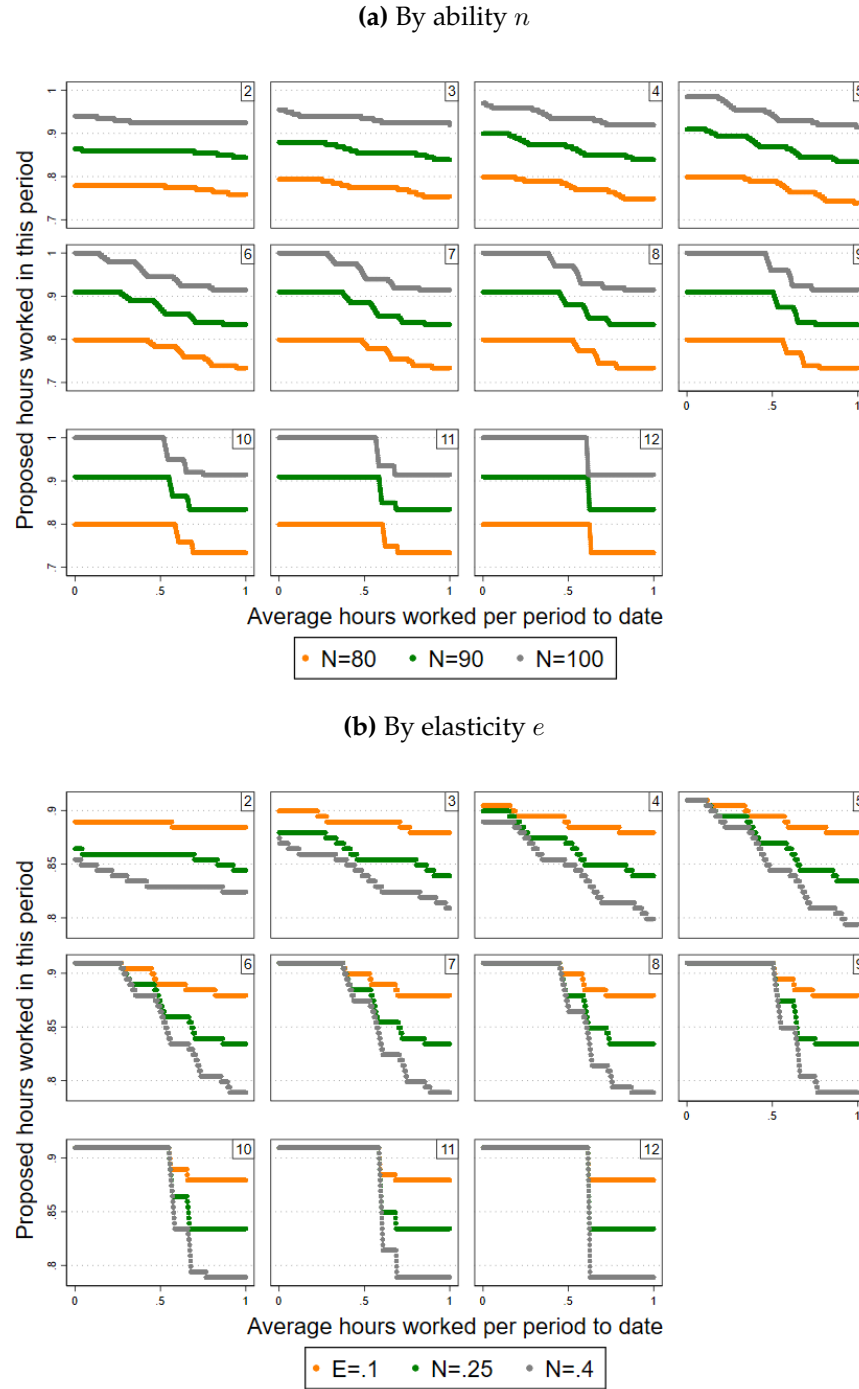 (a) By ability n
2 3 4 5
1
.9
.8
.7
6 7 8 9
1
.9
.8
.7
0 .5 1
10 11 12
1
.9
.8
.7
0 .5 1 0 .5 1 0 .5 1
Proposed hours worked in this period
Average hours worked per period to date
N=80 N=90 N=100
(b) By elasticity e
2 3 4 5
.9
.85
.8
6 7 8 9
.9
.85
.8
0 .5 1
10 11 12
.9
.85
.8
0 .5 1 0 .5 1 0 .5 1
Proposed hours worked in this period
Average hours worked per period to date
E=.1 N=.25 N=.4